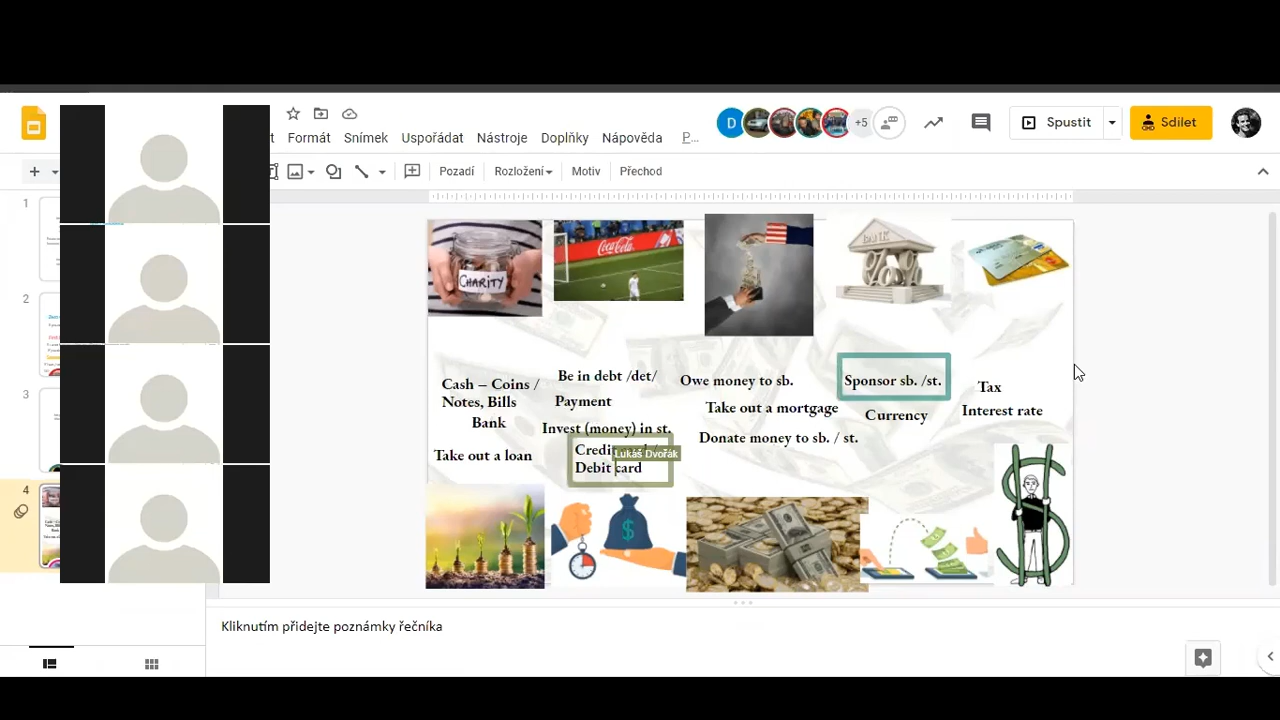 Formát Snímek Uspořádat Nástroje Doplňky Nápověda P...
D +5 Spustit Sdílet
Pozadí Rozložení Motiv Přechod
1
2
3
4
CHARITY
Coca-Cola
BANK
Cash – Coins /
Notes, Bills
Bank
Take out a loan
Be in debt /det/
Payment
Invest (money) in st.
Lukáš Dvořák
Debit card
Owe money to sb.
Take out a mortgage
Donate money to sb. / st.
Sponsor sb. /st.
Currency
Tax
Interest rate
$
Kliknutím přidejte poznámky řečníka